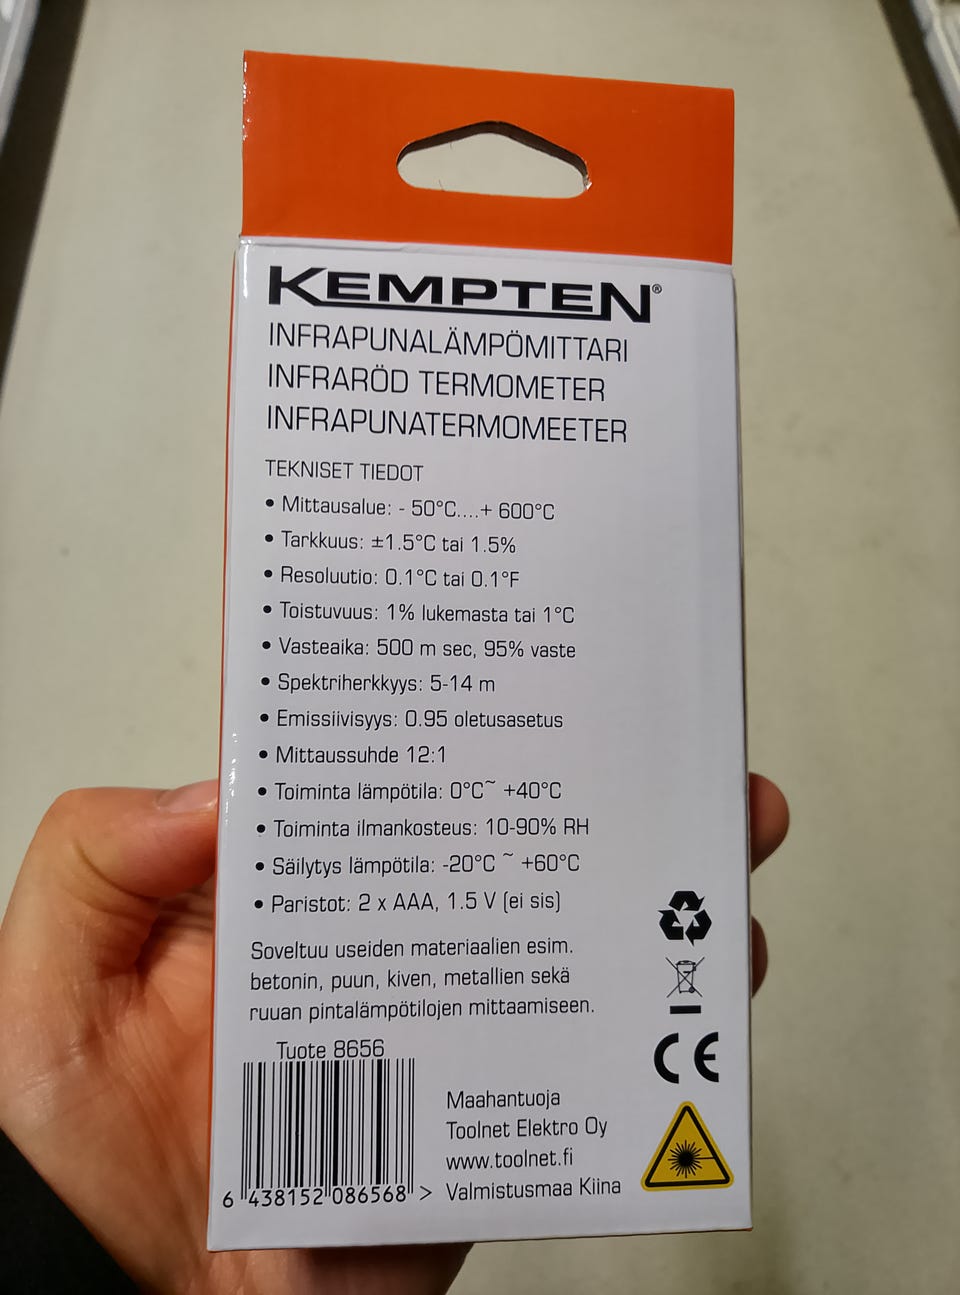 KEMPTEN®
INFRAPUNALÄMPÖMITTARI
INFRARÖD TERMOMETER
INFRAPUNATERMOMEETER
TEKNISET TIEDOT
• Mittausalue: - 50°C....+ 600°C
• Tarkkuus: ±1.5°C tai 1.5%
• Resoluutio: 0.1°C tai 0.1°F
• Toistuvuus: 1% lukemasta tai 1°C
• Vasteaika: 500 m sec, 95% vaste
• Spektriherkkyys: 5-14 m
• Emissiivisyys: 0.95 oletusasetus
• Mittaussuhde 12:1
• Toiminta lämpötila: 0°C~ +40°C
• Toiminta ilmankosteus: 10-90% RH
• Säilytys lämpötila: -20°C ~ +60°C
• Paristot: 2 x AAA, 1.5 V (ei sis)
Soveltuu useiden materiaalien esim.
betonin, puun, kiven, metallien sekä
ruuan pintalämpötilojen mittaamiseen.
Tuote 8656
6 438152 086568 >
Maahantuoja
Toolnet Elektro Oy
www.toolnet.fi
Valmistusmaa Kiina
CE